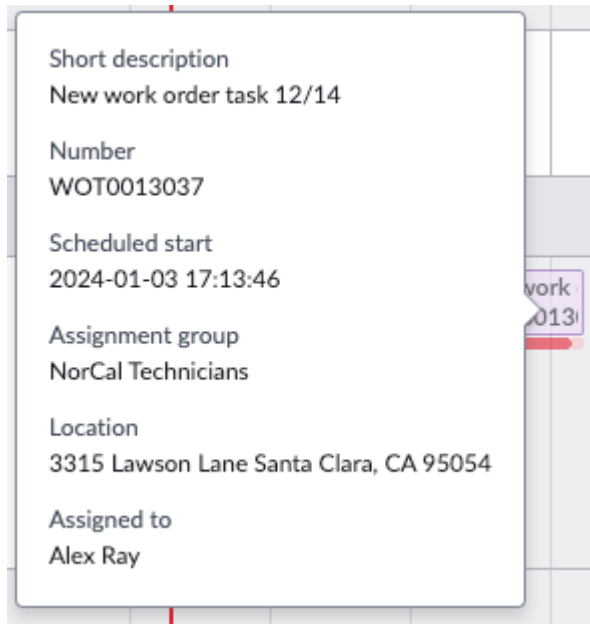 Short description
New work order task 12/14
Number
WOT0013037
Scheduled start
2024-01-03 17:13:46
Assignment group
NorCal Technicians
Location
3315 Lawson Lane Santa Clara, CA 95054
Assigned to
Alex Ray
work